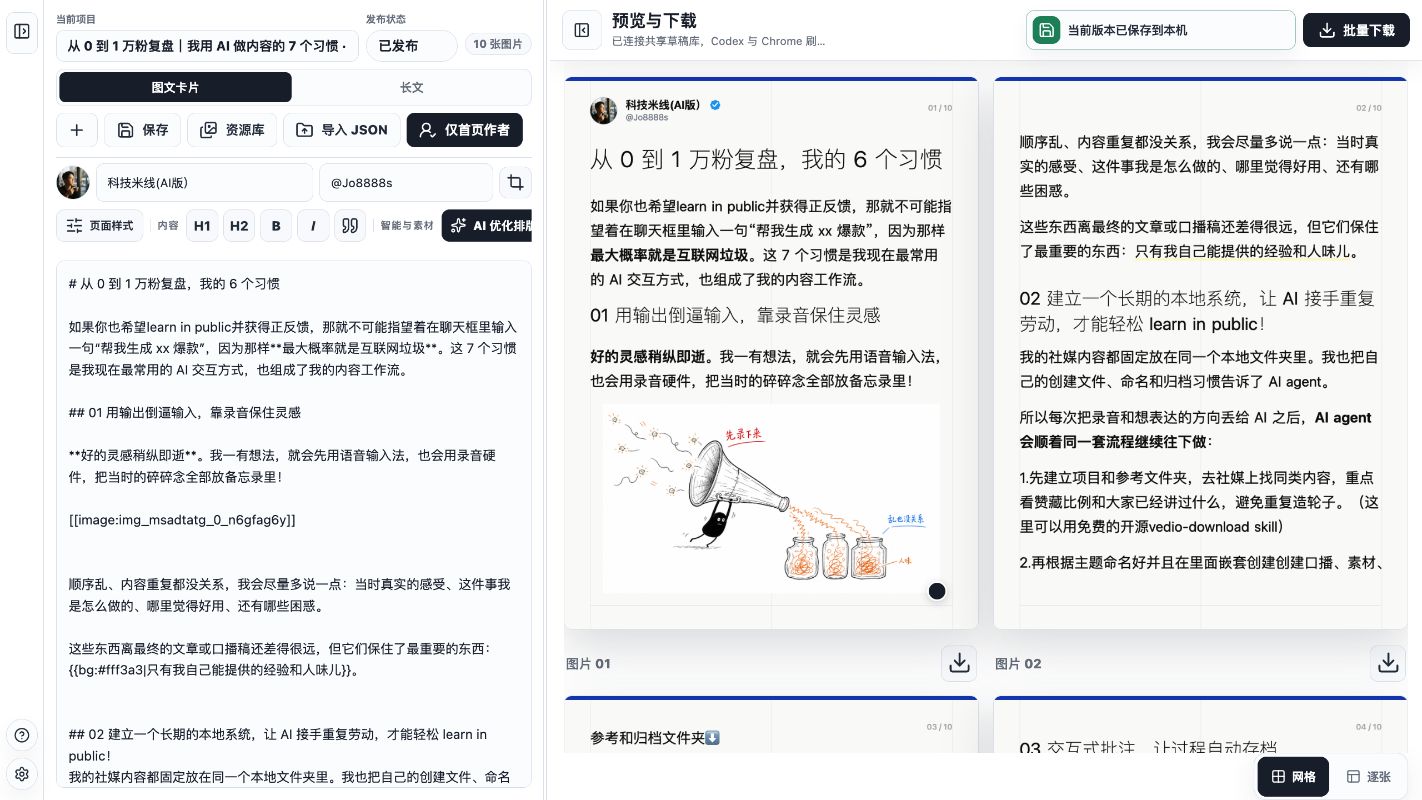 当前项目
发布状态
从 0 到 1 万粉复盘｜我用 AI 做内容的 7 个习惯 ·
已发布
10 张图片
图文卡片
长文
保存
资源库
导入 JSON
仅首页作者
科技米线(AI版)
@Jo8888s
页面样式
内容
H1
H2
B
I
智能与素材
AI 优化排版
# 从 0 到 1 万粉复盘，我的 6 个习惯
如果你也希望learn in public并获得正反馈，那就不可能指望着在聊天框里输入
一句“帮我生成 xx 爆款”，因为那样**最大概率就是互联网垃圾**。这 7 个习惯
是我现在最常用的 AI 交互方式，也组成了我的内容工作流。
## 01 用输出倒逼输入，靠录音保住灵感
**好的灵感稍纵即逝**。我一有想法，就会先用语音输入法，也会用录音硬
件，把当时的碎碎念全部放备忘录里！
[[image:img_msadtatg_0_n6gfag6y]]
顺序乱、内容重复都没关系，我会尽量多说一点：当时真实的感受、这件事我
是怎么做的、哪里觉得好用、还有哪些困惑。
这些东西离最终的文章或口播稿还差得很远，但它们保住了最重要的东西：
{{bg:#fff3a3|只有我自己能提供的经验和人味儿}}。
## 02 建立一个长期的本地系统，让 AI 接手重复劳动，才能轻松 learn in
public！
我的社媒内容都固定放在同一个本地文件夹里。我也把自己的创建文件、命名
预览与下载
已连接共享草稿库，Codex 与 Chrome 刷...
当前版本已保存到本机
批量下载
科技米线(AI版)
@Jo8888s
01 / 10
从 0 到 1 万粉复盘，我的 6 个习惯
如果你也希望learn in public并获得正反馈，那就不可能指
望着在聊天框里输入一句“帮我生成 xx 爆款”，因为那样
最大概率就是互联网垃圾。这 7 个习惯是我现在最常用
的 AI 交互方式，也组成了我的内容工作流。
01 用输出倒逼输入，靠录音保住灵感
好的灵感稍纵即逝。我一有想法，就会先用语音输入法，
也会用录音硬件，把当时的碎碎念全部放备忘录里！
先录下来
乱也没关系
人味
图片 01
02 / 10
顺序乱、内容重复都没关系，我会尽量多说一点：当时真
实的感受、这件事我是怎么做的、哪里觉得好用、还有哪
些困惑。
这些东西离最终的文章或口播稿还差得很远，但它们保住
了最重要的东西：只有我自己能提供的经验和人味儿。
02 建立一个长期的本地系统，让 AI 接手重复
劳动，才能轻松 learn in public！
我的社媒内容都固定放在同一个本地文件夹里。我也把自
己的创建文件、命名和归档习惯告诉了 AI agent。
所以每次把录音和想表达的方向丢给 AI 之后，AI agent
会顺着同一套流程继续往下做：
1.先建立项目和参考文件夹，去社媒上找同类内容，重点
看赞藏比例和大家已经讲过什么，避免重复造轮子。（这
里可以用免费的开源vedio-download skill）
2.再根据主题命名好并且在里面嵌套创建创建口播、素材、
图片 02
03 / 10
参考和归档文件夹⬇️
04 / 10
03 交互式批注，让过程自动存档
网格
逐张